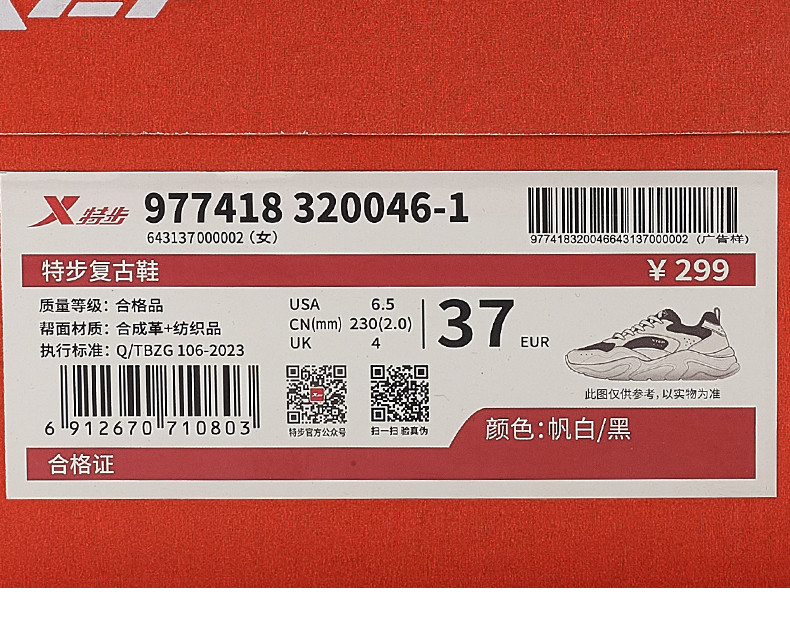 特步 977418 320046-1
643137000002 (女)
977418320046643137000002 (广告样)
特步复古鞋
￥299
质量等级：合格品
帮面材质：合成革+纺织品
执行标准：Q/TBZG 106-2023
USA 6.5
CN(mm) 230(2.0)
UK 4
37 EUR
6 912670 710803
特步官方公众号
扫一扫 验真伪
此图仅供参考，以实物为准
颜色：帆白/黑
合格证